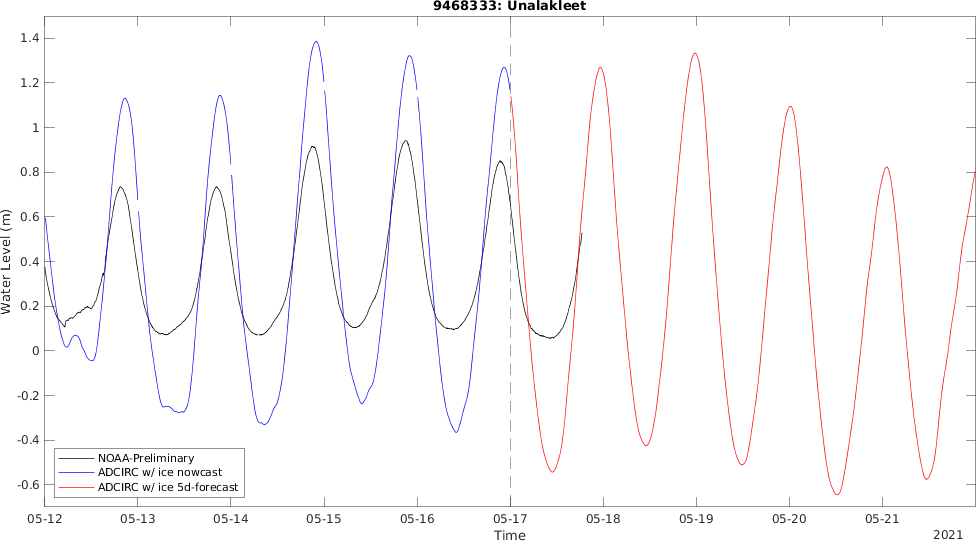 9468333: Unalakleet
Water Level (m)
1.4
1.2
1
0.8
0.6
0.4
0.2
0
-0.2
-0.4
-0.6
NOAA-Preliminary
ADCIRC w/ ice nowcast
ADCIRC w/ ice 5d-forecast
05-12 05-13 05-14 05-15 05-16 05-17 05-18 05-19 05-20 05-21
Time
2021